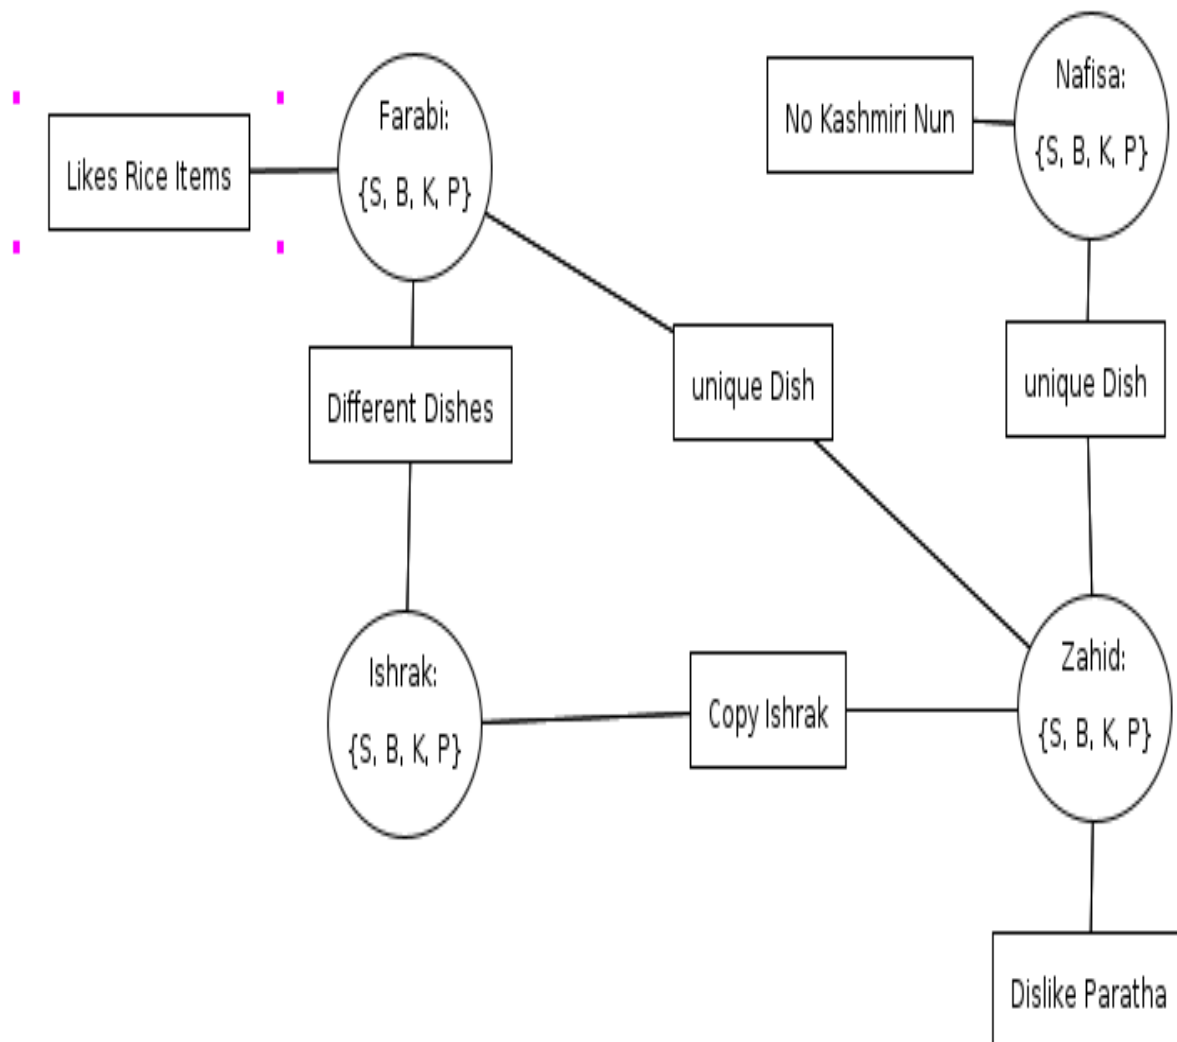 Farabi:
{S, B, K, P}
Likes Rice Items
Nafisa:
{S, B, K, P}
No Kashmiri Nun
Different Dishes
unique Dish
unique Dish
Ishrak:
{S, B, K, P}
Copy Ishrak
Zahid:
{S, B, K, P}
Dislike Paratha